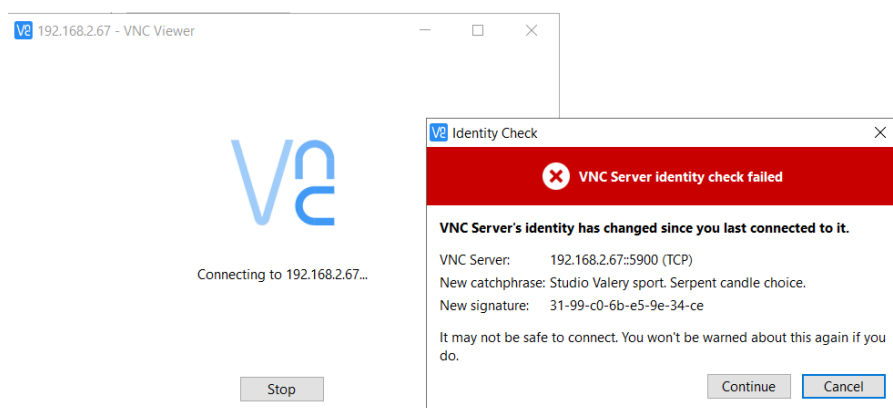 192.168.2.67 - VNC Viewer
Connecting to 192.168.2.67...
Stop
Identity Check
VNC Server identity check failed
VNC Server's identity has changed since you last connected to it.
VNC Server: 192.168.2.67::5900 (TCP)
New catchphrase: Studio Valery sport. Serpent candle choice.
New signature: 31-99-c0-6b-e5-9e-34-ce
It may not be safe to connect. You won't be warned about this again if you
do.
Continue Cancel